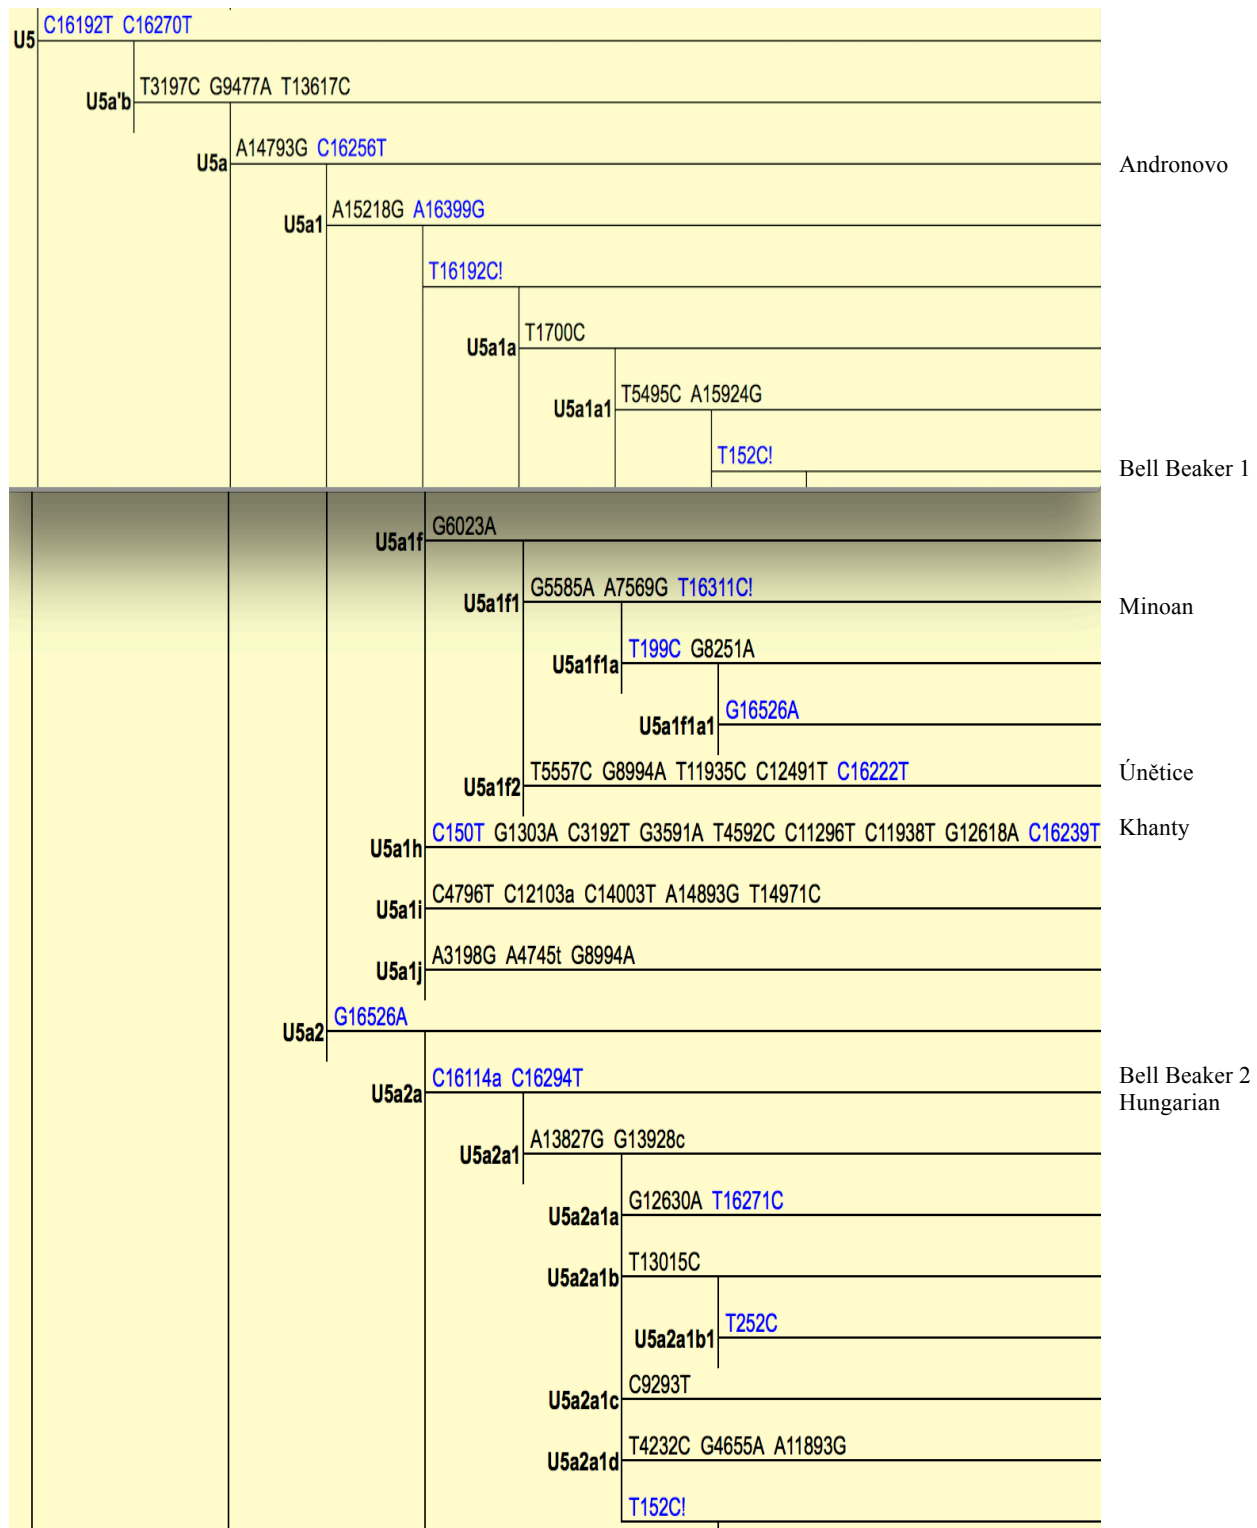 C16192T C16270T
U5
T3197C G9477A T13617C
U5a'b
A14793G C16256T
U5a
Andronovo
A15218G A16399G
U5a1
T16192C!
T1700C
U5a1a
T5495C A15924G
U5a1a1
T152C!
Bell Beaker 1
G6023A
U5a1f
G5585A A7569G T16311C!
U5a1f1
Minoan
T199C G8251A
U5a1f1a
G16526A
U5a1f1a1
T5557C G8994A T11935C C12491T C16222T
U5a1f2
Únětice
C150T G1303A C3192T G3591A T4592C C11296T C11938T G12618A C16239T
U5a1h
Khanty
C4796T C12103a C14003T A14893G T14971C
U5a1i
A3198G A4745t G8994A
U5a1j
G16526A
U5a2
C16114a C16294T
U5a2a
Bell Beaker 2
Hungarian
A13827G G13928c
U5a2a1
G12630A T16271C
U5a2a1a
T13015C
U5a2a1b
T252C
U5a2a1b1
C9293T
U5a2a1c
T4232C G4655A A11893G
U5a2a1d
T152C!